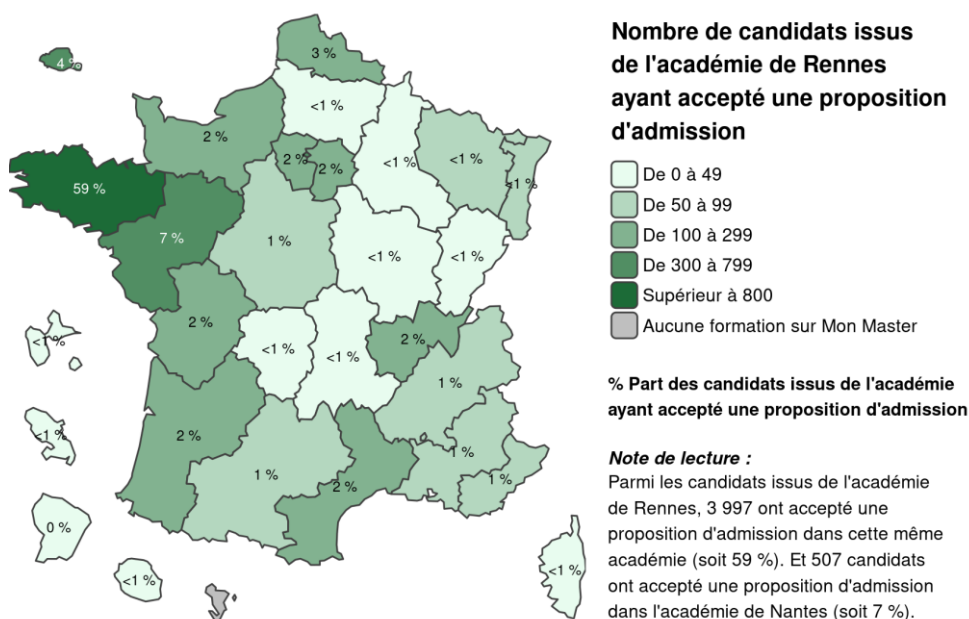 Nombre de candidats issus
de l'académie de Rennes
ayant accepté une proposition
d'admission
De 0 à 49
De 50 à 99
De 100 à 299
De 300 à 799
Supérieur à 800
Aucune formation sur Mon Master
% Part des candidats issus de l'académie
ayant accepté une proposition d'admission
Note de lecture :
Parmi les candidats issus de l'académie
de Rennes, 3 997 ont accepté une
proposition d'admission dans cette même
académie (soit 59 %). Et 507 candidats
ont accepté une proposition d'admission
dans l'académie de Nantes (soit 7 %).
3 %
4 %
<1 %
2 %
2 %
2 %
<1 %
<1 %
<1 %
59 %
7 %
1 %
<1 %
<1 %
2 %
<1 %
<1 %
2 %
<1 %
1 %
<1 %
2 %
1 %
1 %
2 %
1 %
0 %
<1 %
<1 %